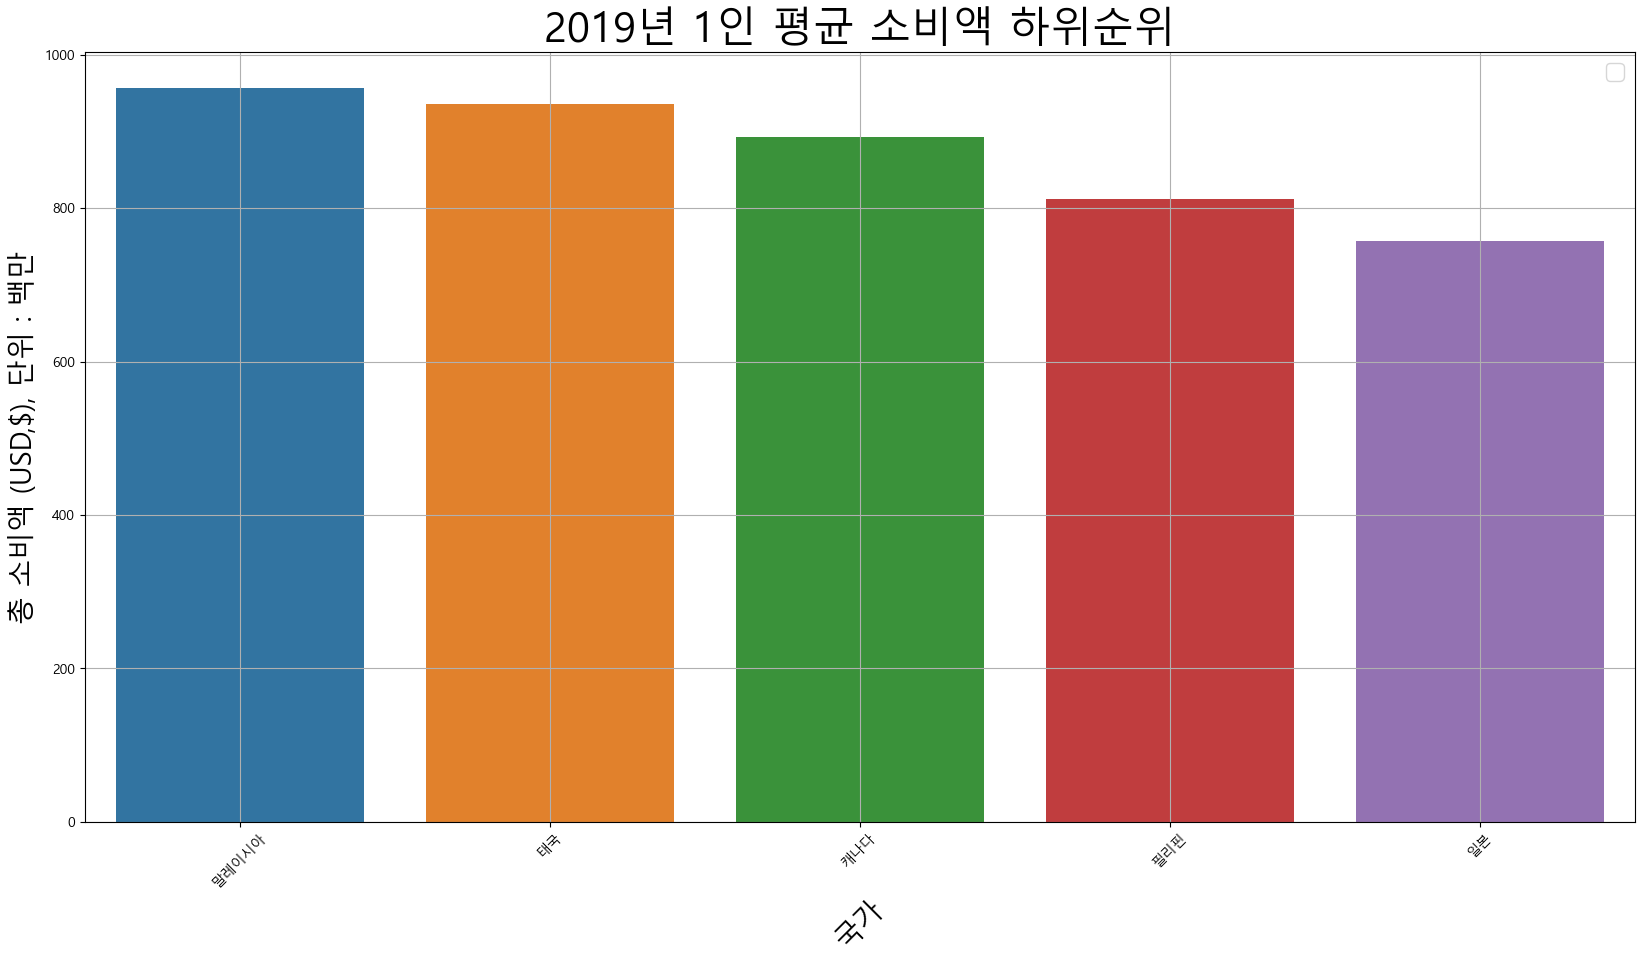 2019년 1인 평균 소비액 하위순위
총 소비액 (USD,$), 단위 : 백만
1000
800
600
400
200
0
말레이시아
태국
캐나다
필리핀
일본
국가